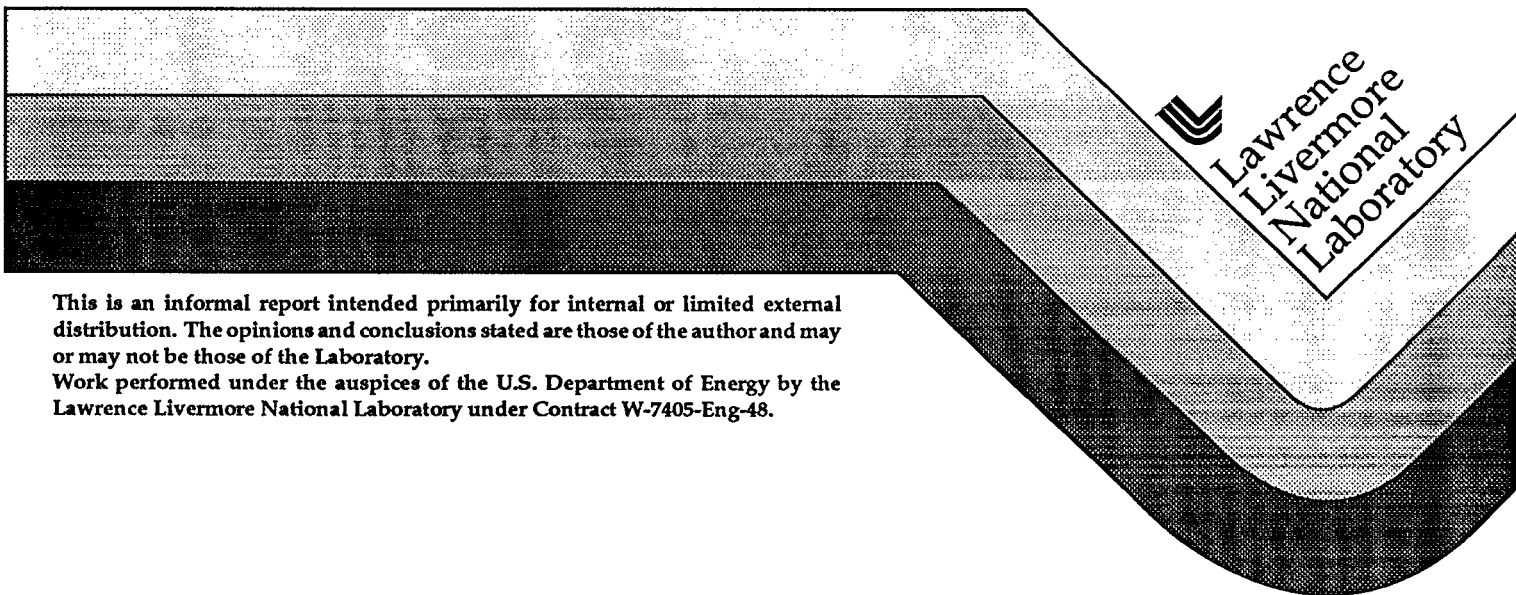 Lawrence
Livermore
National
Laboratory
This is an informal report intended primarily for internal or limited external
distribution. The opinions and conclusions stated are those of the author and may
or may not be those of the Laboratory.
Work performed under the auspices of the U.S. Department of Energy by the
Lawrence Livermore National Laboratory under Contract W-7405-Eng-48.